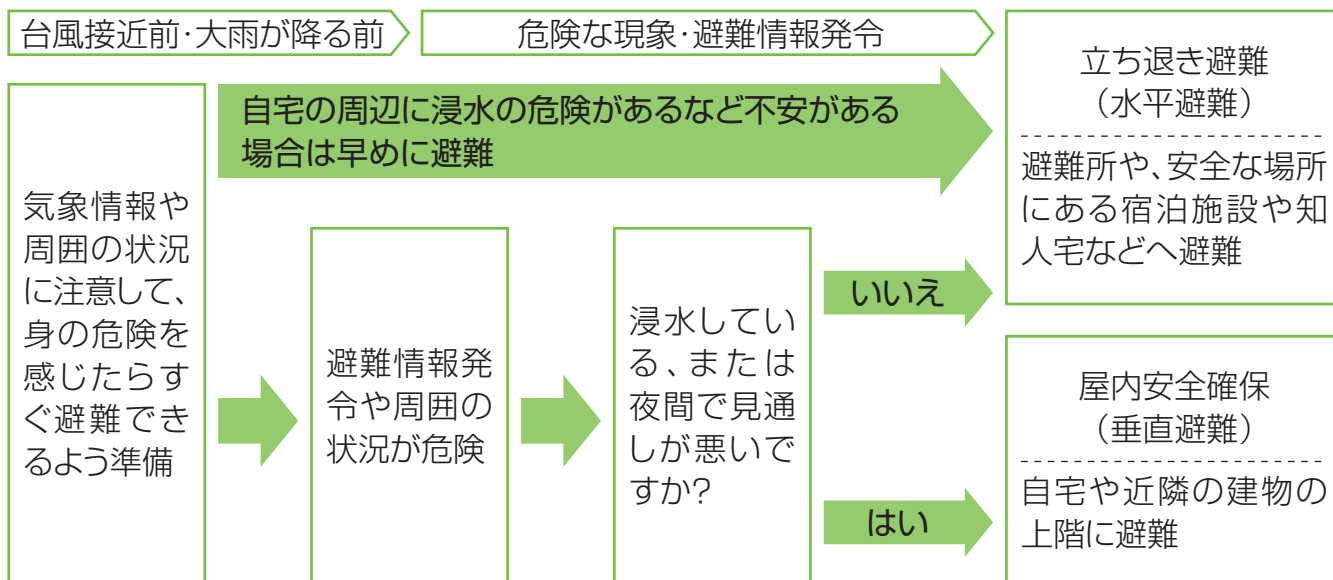 台風接近前・大雨が降る前
危険な現象・避難情報発令
気象情報や
周囲の状況
に注意して、
身の危険を
感じたらす
ぐ避難でき
るよう準備
自宅の周辺に浸水の危険があるなど不安がある
場合は早めに避難
避難情報発
令や周囲の
状況が危険
浸水してい
る、または
夜間で見通
しが悪いで
すか?
いいえ
立ち退き避難
（水平避難）
避難所や、安全な場所
にある宿泊施設や知
人宅などへ避難
はい
屋内安全確保
（垂直避難）
自宅や近隣の建物の
上階に避難